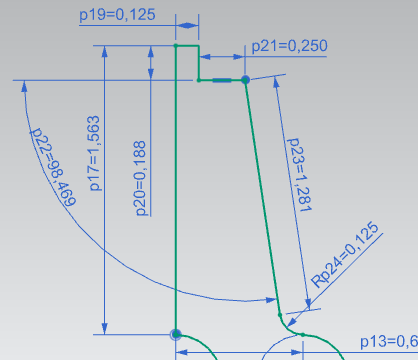 p19=0,125
p21=0,250
p22=98,469
p17=1,563
p20=0,188
p23=1,281
Rp24=0,125
p13=0,6